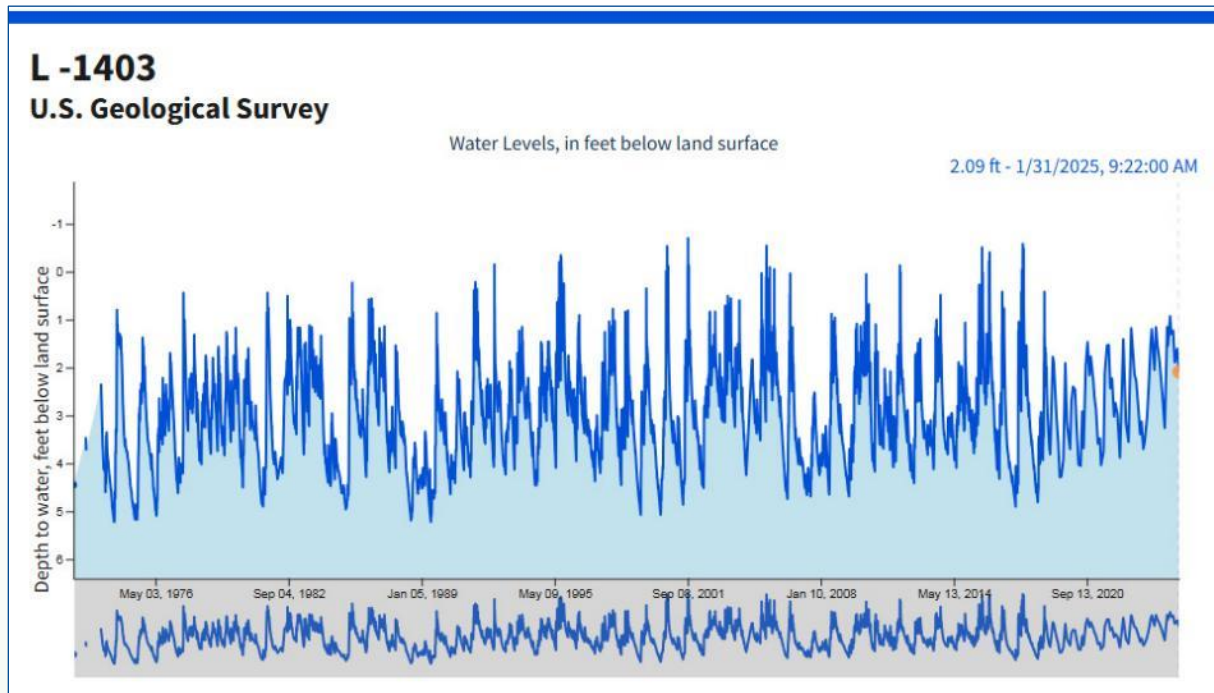 L -1403
U.S. Geological Survey
Water Levels, in feet below land surface
2.09 ft - 1/31/2025, 9:22:00 AM
Depth to water, feet below land surface
-1
0
1
2
3
4
5
6
May 03, 1976
Sep 04, 1982
Jan 05, 1989
May 09, 1995
Sep 08, 2001
Jan 10, 2008
May 13, 2014
Sep 13, 2020